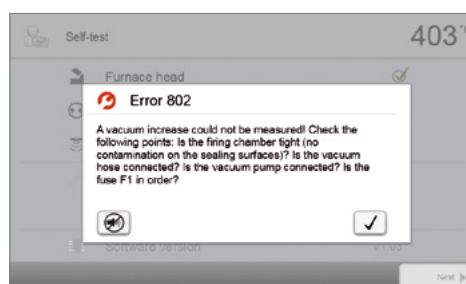 Self-test
403°
Furnace head
Error 802
A vacuum increase could not be measured! Check the
following points: Is the firing chamber tight (no
contamination on the sealing surfaces)? Is the vacuum
hose connected? Is the vacuum pump connected? Is the
fuse F1 in order?
Software version
V1.03
Next